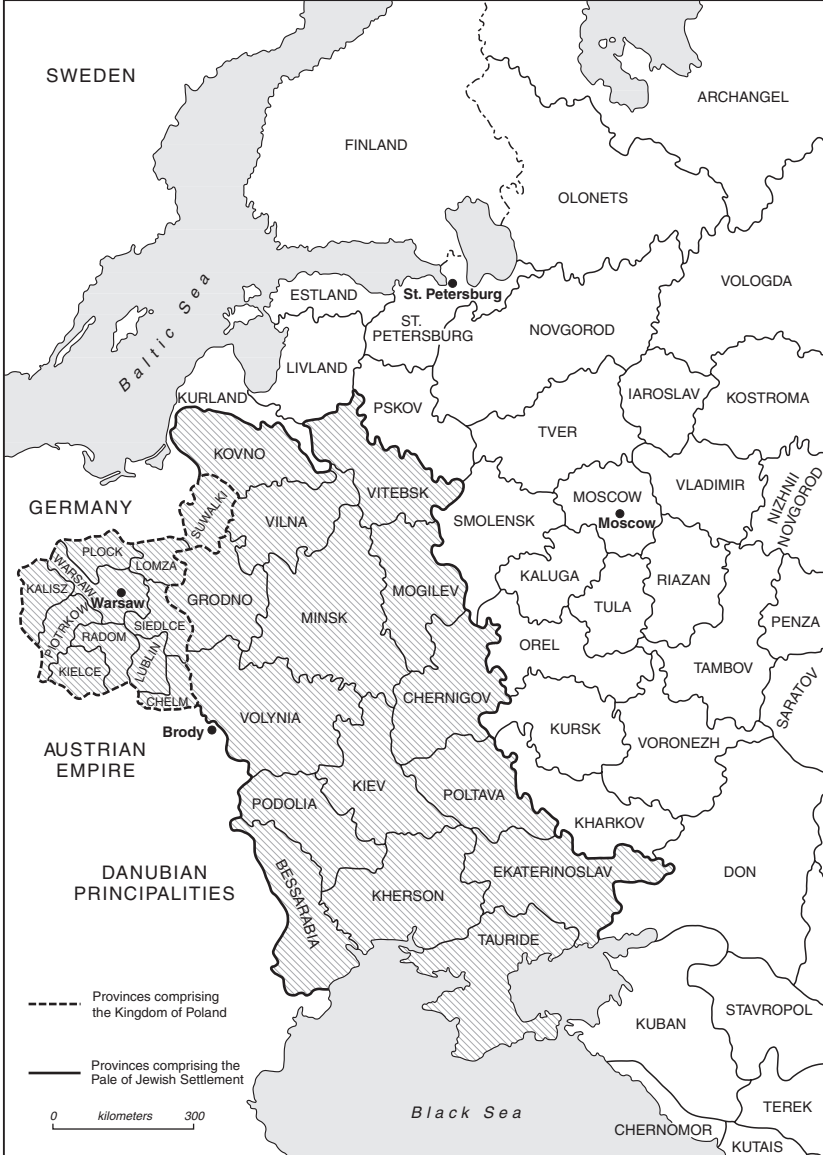 SWEDEN
ARCHANGEL
FINLAND
OLONETS
VOLOGDA
St. Petersburg
ESTLAND
ST.
PETERSBURG
NOVGOROD
Baltic Sea
LIVLAND
IAROSLAV
KOSTROMA
KURLAND
PSKOV
TVER
KOVNO
VITEBSK
MOSCOW
Moscow
VLADIMIR
NIZHNII
NOVGOROD
GERMANY
SUWALKI
VILNA
SMOLENSK
PLOCK
LOMZA
WARSAW
KALISZ
Warsaw
GRODNO
MINSK
MOGILEV
KALUGA
TULA
RIAZAN
PENZA
PIOTRKOW
RADOM
SIEDLCE
LUBLIN
KIELCE
CHELM
OREL
TAMBOV
SARATOV
CHERNIGOV
VOLYNIA
Brody
KURSK
VORONEZH
AUSTRIAN
EMPIRE
KIEV
POLTAVA
PODOLIA
KHARKOV
DANUBIAN
PRINCIPALITIES
BESSARABIA
KHERSON
EKATERINOSLAV
DON
TAURIDE
Provinces comprising
the Kingdom of Poland
Provinces comprising the
Pale of Jewish Settlement
0 kilometers 300
KUBAN
STAVROPOL
Black Sea
TEREK
CHERNOMOR
KUTAIS